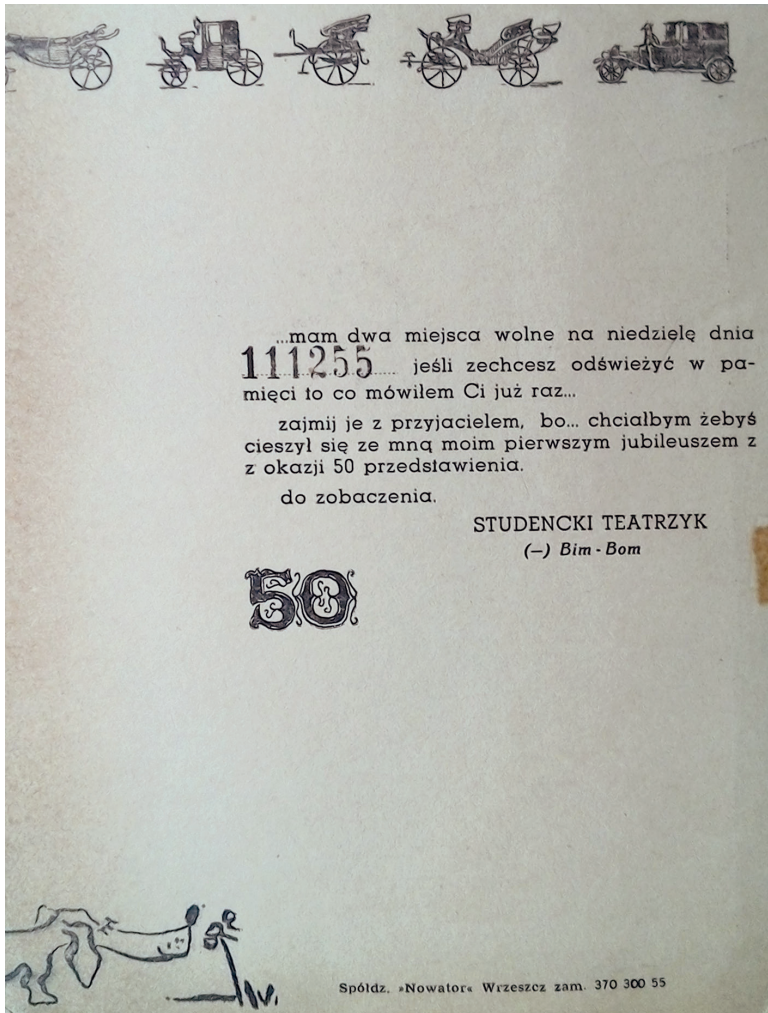 ...mam dwa miejsca wolne na niedzielę dnia
111255..... jeśli zechcesz odświeżyć w pa-
mięci to co mówiłem Ci już raz...
zajmij je z przyjacielem, bo... chciałbym żebyś
cieszył się ze mną moim pierwszym jubileuszem z
z okazji 50 przedstawienia.
do zobaczenia.
STUDENCKI TEATRZYK
(—) Bim-Bom
50
Spółdz. »Nowator« Wrzeszcz zam. 370 300 55